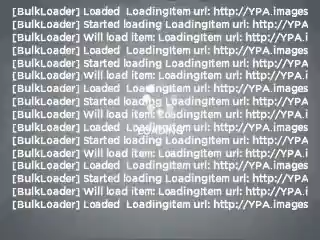 [BulkLoader] Loaded  LoadingItem url: http://YPA.images
[BulkLoader] Started loading LoadingItem url: http://YPA
[BulkLoader] Will load item: LoadingItem url: http://YPA.i
[BulkLoader] Loaded  LoadingItem url: http://YPA.images
[BulkLoader] Started loading LoadingItem url: http://YPA
[BulkLoader] Will load item: LoadingItem url: http://YPA.i
[BulkLoader] Loaded  LoadingItem url: http://YPA.images
[BulkLoader] Started loading LoadingItem url: http://YPA
[BulkLoader] Will load item: LoadingItem url: http://YPA.i
[BulkLoader] Loaded  LoadingItem url: http://YPA.images
LOADING
[BulkLoader] Started loading LoadingItem url: http://YPA
[BulkLoader] Will load item: LoadingItem url: http://YPA.i
[BulkLoader] Loaded  LoadingItem url: http://YPA.images
[BulkLoader] Started loading LoadingItem url: http://YPA
[BulkLoader] Will load item: LoadingItem url: http://YPA.i
[BulkLoader] Loaded  LoadingItem url: http://YPA.images